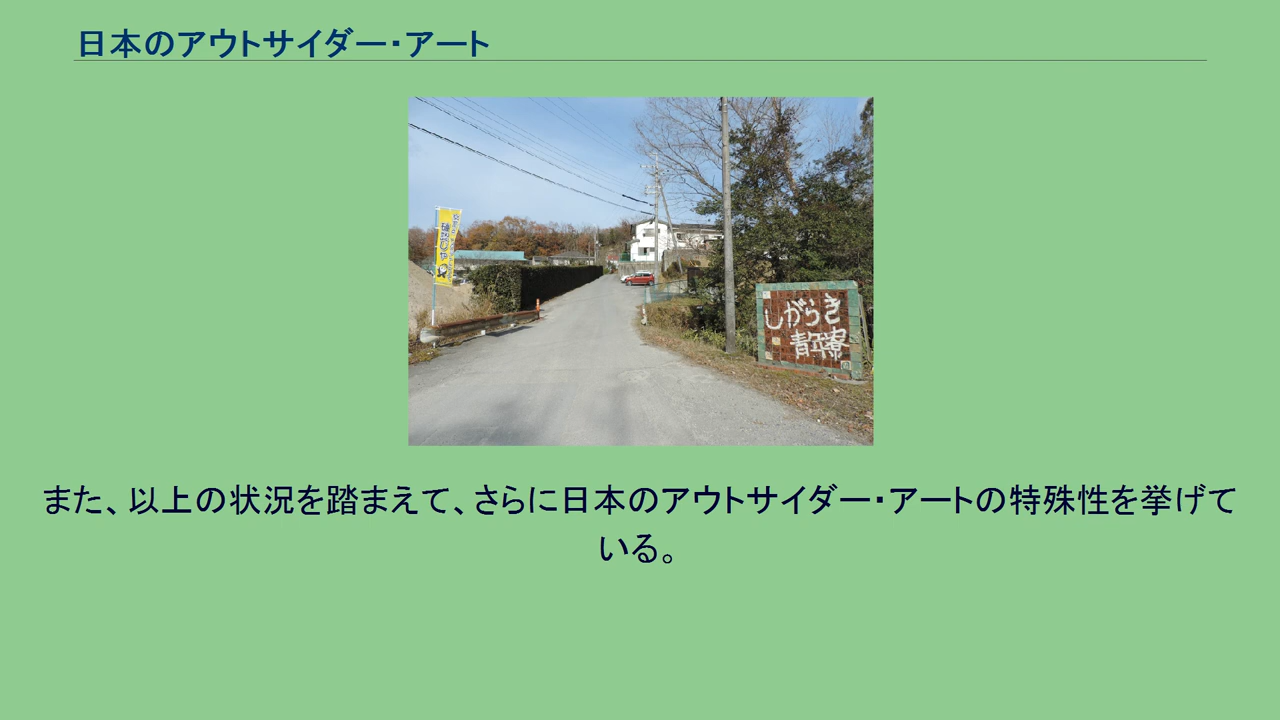 日本のアウトサイダー・アート
しがらき
青年寮
また、以上の状況を踏まえて、さらに日本のアウトサイダー・アートの特殊性を挙げて
いる。